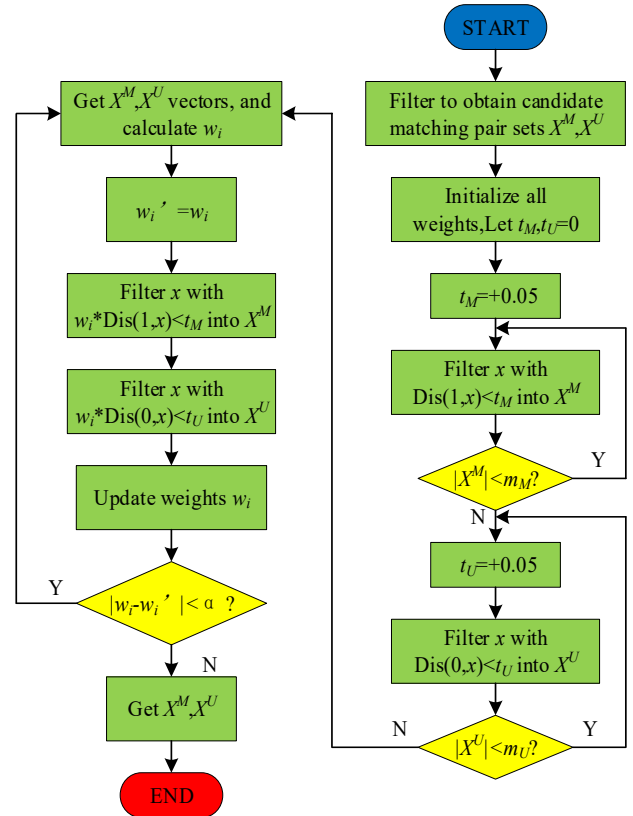 START
Filter to obtain candidate
matching pair sets X^M,X^U
Initialize all
weights,Let t_M,t_U=0
t_M=+0.05
Filter x with
Dis(1,x)<t_M into X^M
|X^M|<m_M?
Y
N
t_U=+0.05
Filter x with
Dis(0,x)<t_U into X^U
|X^U|<m_U?
Y
N
Get X^M,X^U vectors, and
calculate w_i
w_i′=w_i
Filter x with
w_i*Dis(1,x)<t_M into X^M
Filter x with
w_i*Dis(0,x)<t_U into X^U
Update weights w_i
|w_i-w_i′|<α?
Y
N
Get X^M,X^U
END